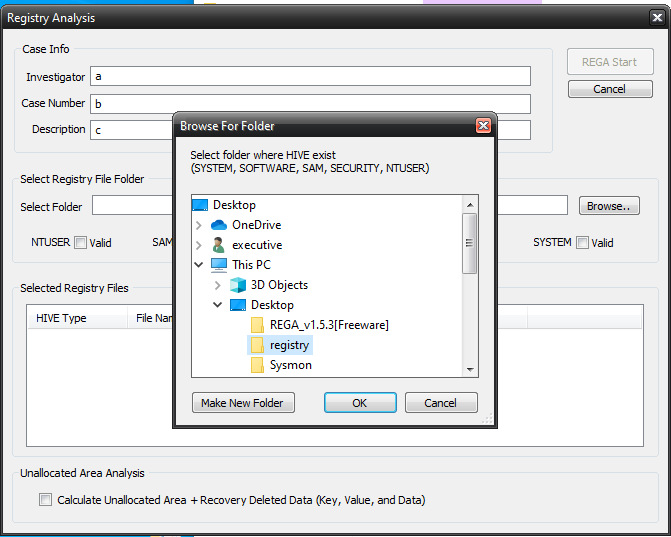 Registry Analysis
Case Info
Investigator a
Case Number b
Description c
REGA Start
Cancel
Browse For Folder
Select folder where HIVE exist
(SYSTEM, SOFTWARE, SAM, SECURITY, NTUSER)
Desktop
OneDrive
executive
This PC
3D Objects
Desktop
REGA_v1.5.3[Freeware]
registry
Sysmon
Make New Folder OK Cancel
Select Registry File Folder
Select Folder Browse..
NTUSER Valid SAM SYSTEM Valid
Selected Registry Files
HIVE Type File Nam
Unallocated Area Analysis
Calculate Unallocated Area + Recovery Deleted Data (Key, Value, and Data)